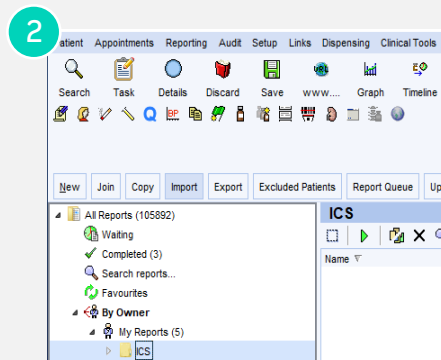 2
atient Appointments Reporting Audit Setup Links Dispensing Clinical Tools
Search Task Details Discard Save www.... Graph Timeline
Q BP
New Join Copy Import Export Excluded Patients Report Queue Up
All Reports (105892)
ICS
Waiting
Completed (3)
Search reports...
Name
Favourites
By Owner
My Reports (5)
ICS